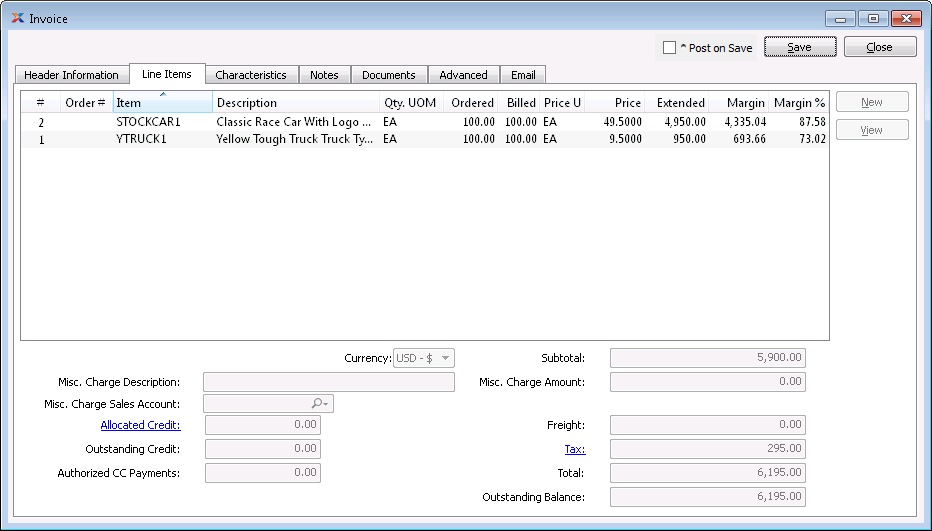 Invoice
^ Post on Save
Save
Close
Header Information
Line Items
Characteristics
Notes
Documents
Advanced
Email
# Order # Item Description Qty. UOM Ordered Billed Price U Price Extended Margin Margin %
2 STOCKCAR1 Classic Race Car With Logo ... EA 100.00 100.00 EA 49.5000 4,950.00 4,335.04 87.58
1 YTRUCK1 Yellow Tough Truck Truck Ty... EA 100.00 100.00 EA 9.5000 950.00 693.66 73.02
New
View
Currency: USD - $
Subtotal: 5,900.00
Misc. Charge Description:
Misc. Charge Amount: 0.00
Misc. Charge Sales Account:
Allocated Credit: 0.00
Freight: 0.00
Outstanding Credit: 0.00
Tax: 295.00
Authorized CC Payments: 0.00
Total: 6,195.00
Outstanding Balance: 6,195.00